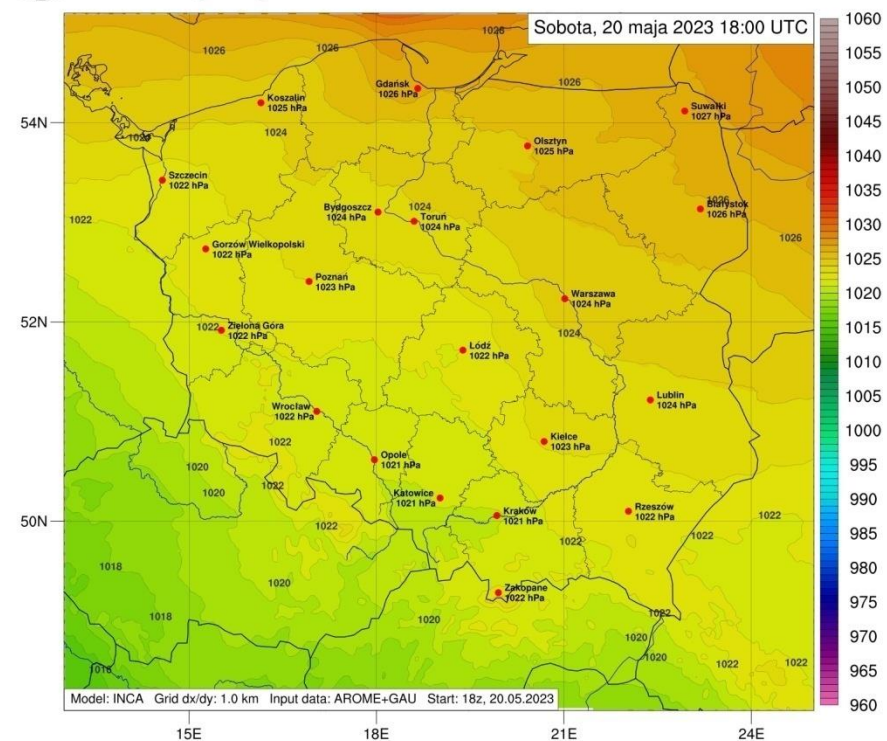 Sobota, 20 maja 2023 18:00 UTC
1060
1055
1050
1045
1040
1035
1030
1025
1020
1015
1010
1005
1000
995
990
985
980
975
970
965
960
54N
52N
50N
15E
18E
21E
24E
1026
1026
1026
1026
Gdańsk
1026 hPa
Koszalin
1025 hPa
Suwałki
1027 hPa
1024
1024
Olsztyn
1025 hPa
Szczecin
1022 hPa
1022
Bydgoszcz
1024 hPa
1024
Toruń
1024 hPa
1026
Białystok
1026 hPa
1026
Gorzów Wielkopolski
1022 hPa
Poznań
1023 hPa
Warszawa
1024 hPa
1022
Zielona Góra
1022 hPa
1024
Łódź
1022 hPa
Wrocław
1022 hPa
Lublin
1024 hPa
1022
Kielce
1023 hPa
Opole
1021 hPa
1020
1022
1020
Katowice
1021 hPa
Kraków
1021 hPa
Rzeszów
1022 hPa
1022
1022
1022
1022
1018
1020
Zakopane
1022 hPa
1018
1020
1022
1020
1020
1022
1022
1018
Model: INCA Grid dx/dy: 1.0 km Input data: AROME+GAU Start: 18z, 20.05.2023